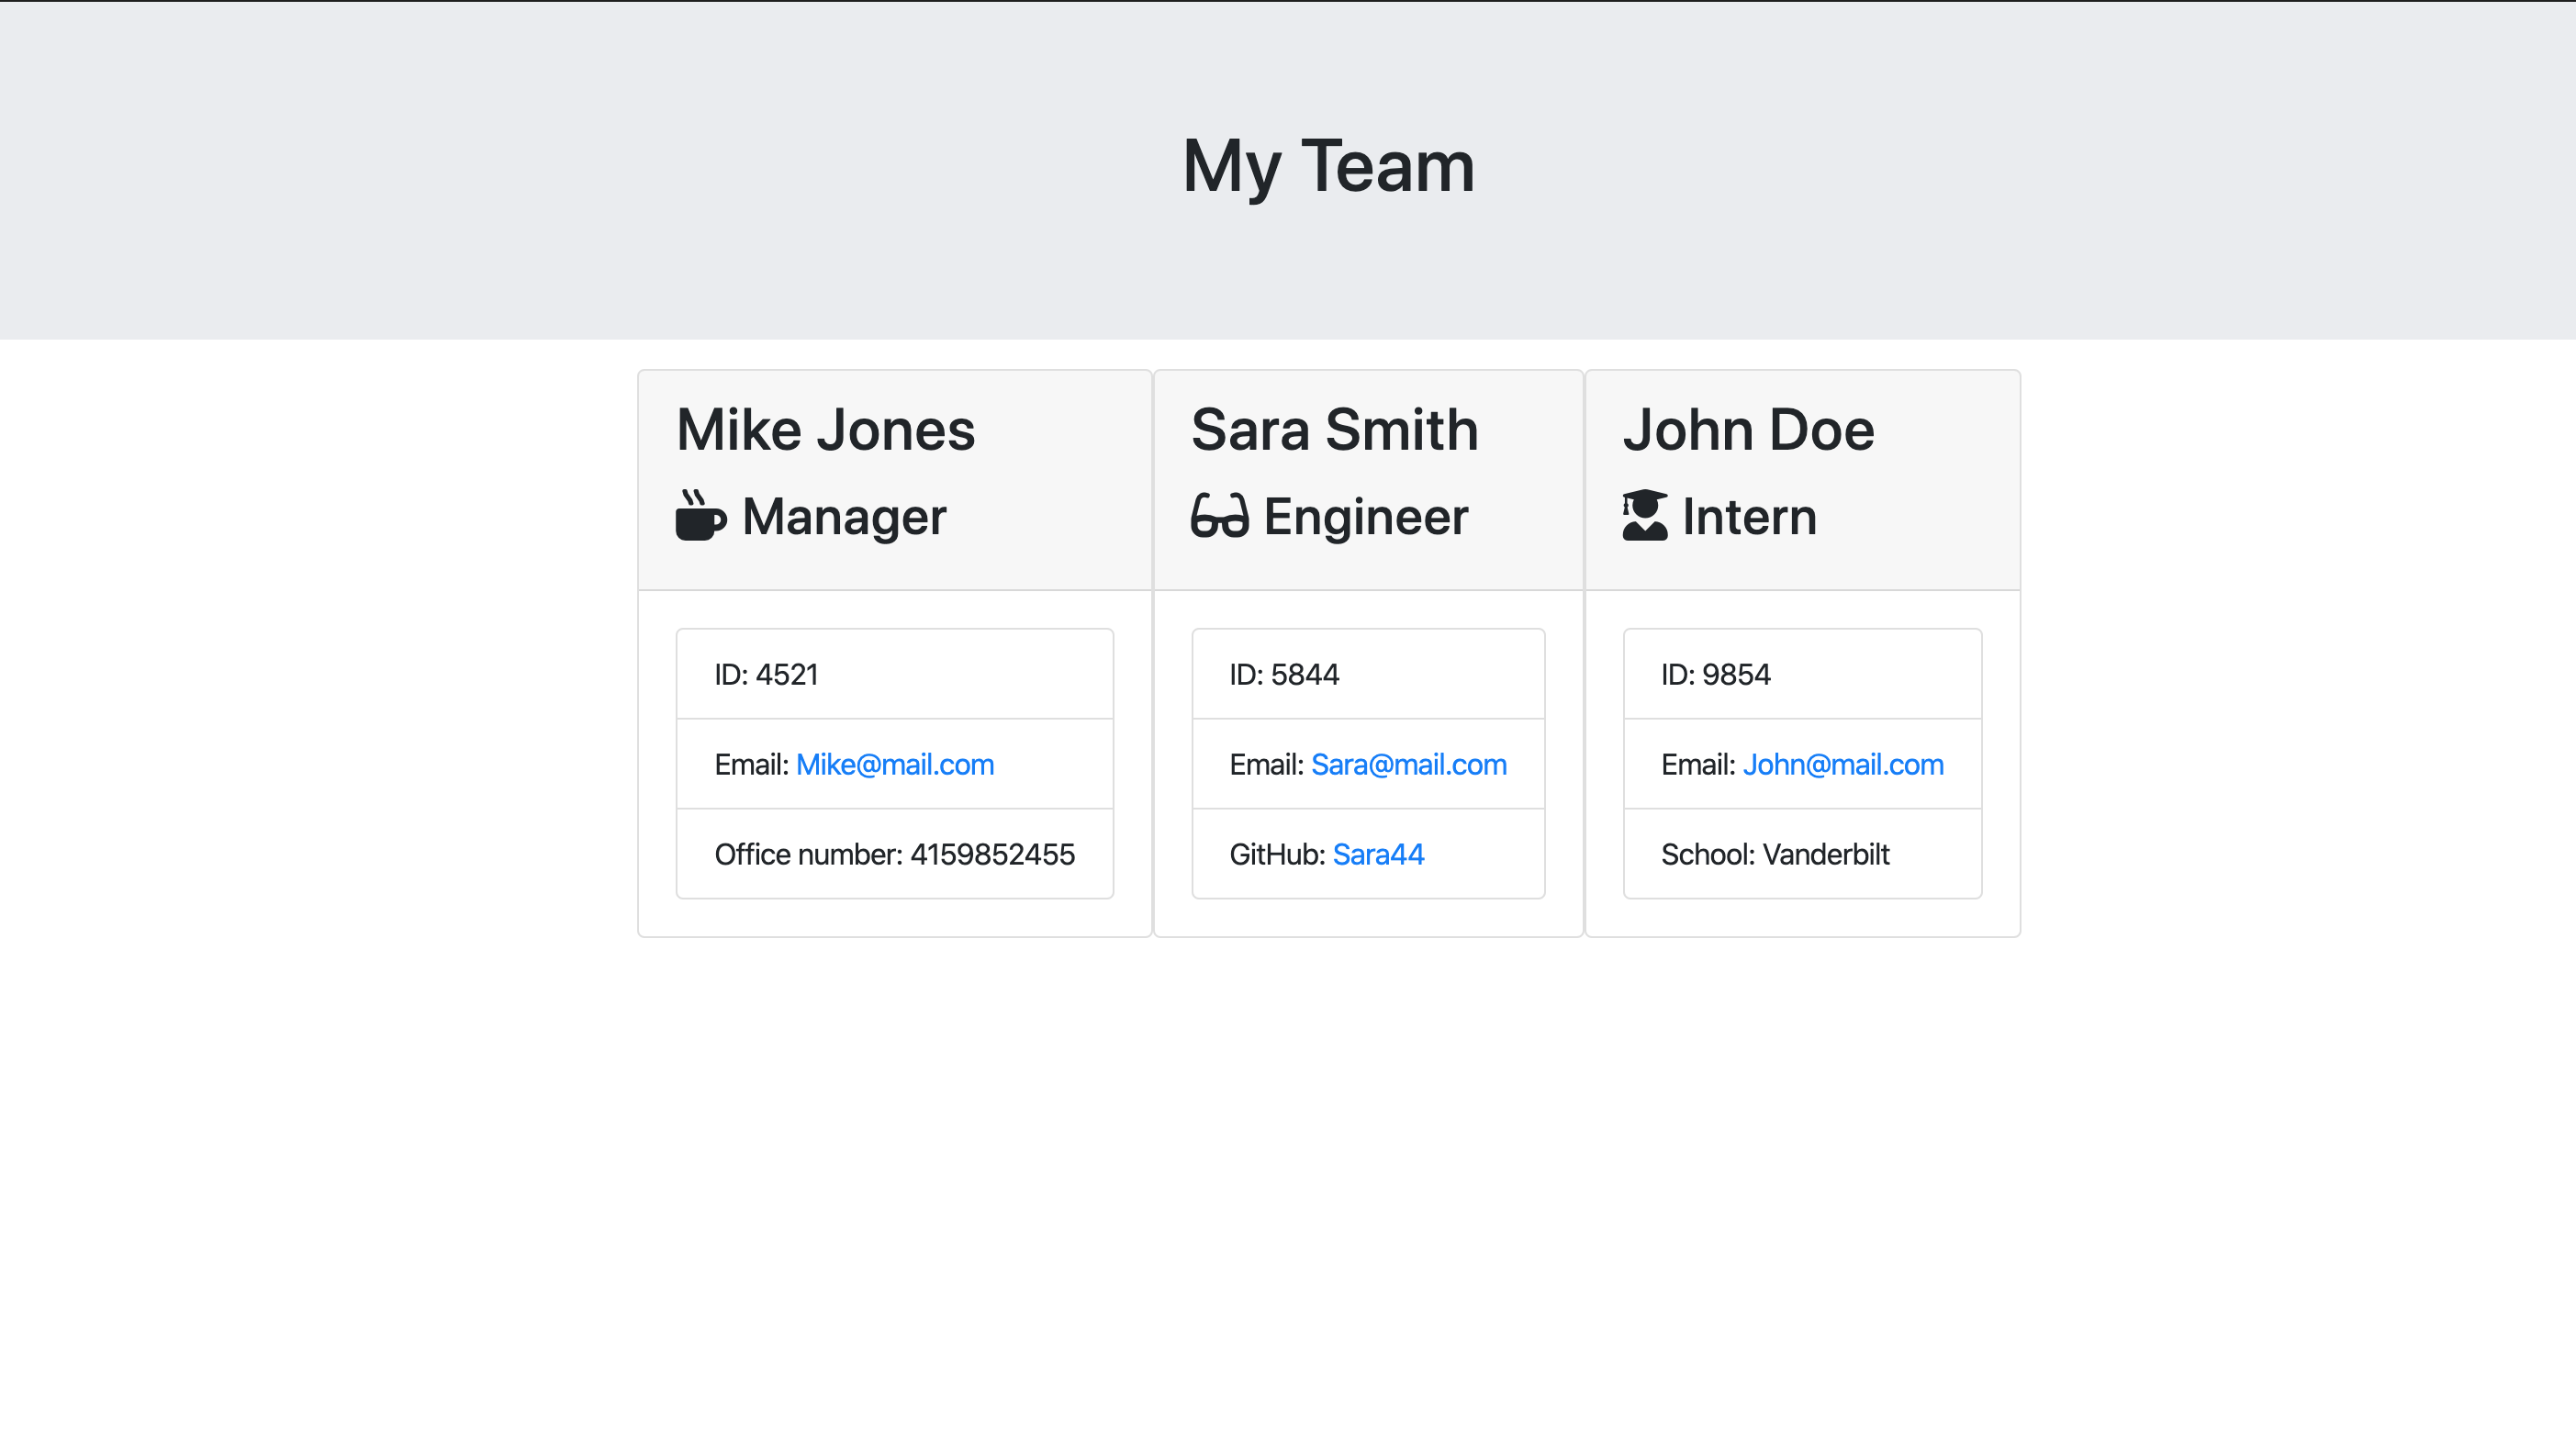 My Team
Mike Jones
Manager
ID: 4521
Email: Mike@mail.com
Office number: 4159852455
Sara Smith
Engineer
ID: 5844
Email: Sara@mail.com
GitHub: Sara44
John Doe
Intern
ID: 9854
Email: John@mail.com
School: Vanderbilt